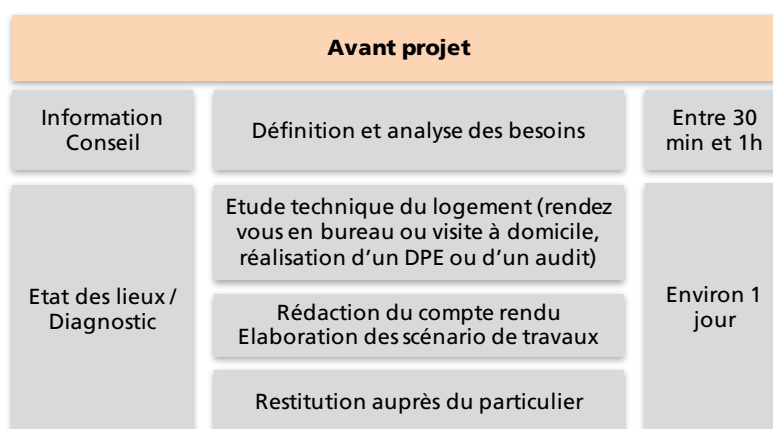 Avant projet
Information
Conseil
Définition et analyse des besoins
Entre 30
min et 1h
Etat des lieux /
Diagnostic
Etude technique du logement (rendez
vous en bureau ou visite à domicile,
réalisation d'un DPE ou d'un audit)
Rédaction du compte rendu
Elaboration des scénario de travaux
Restitution auprès du particulier
Environ 1
jour